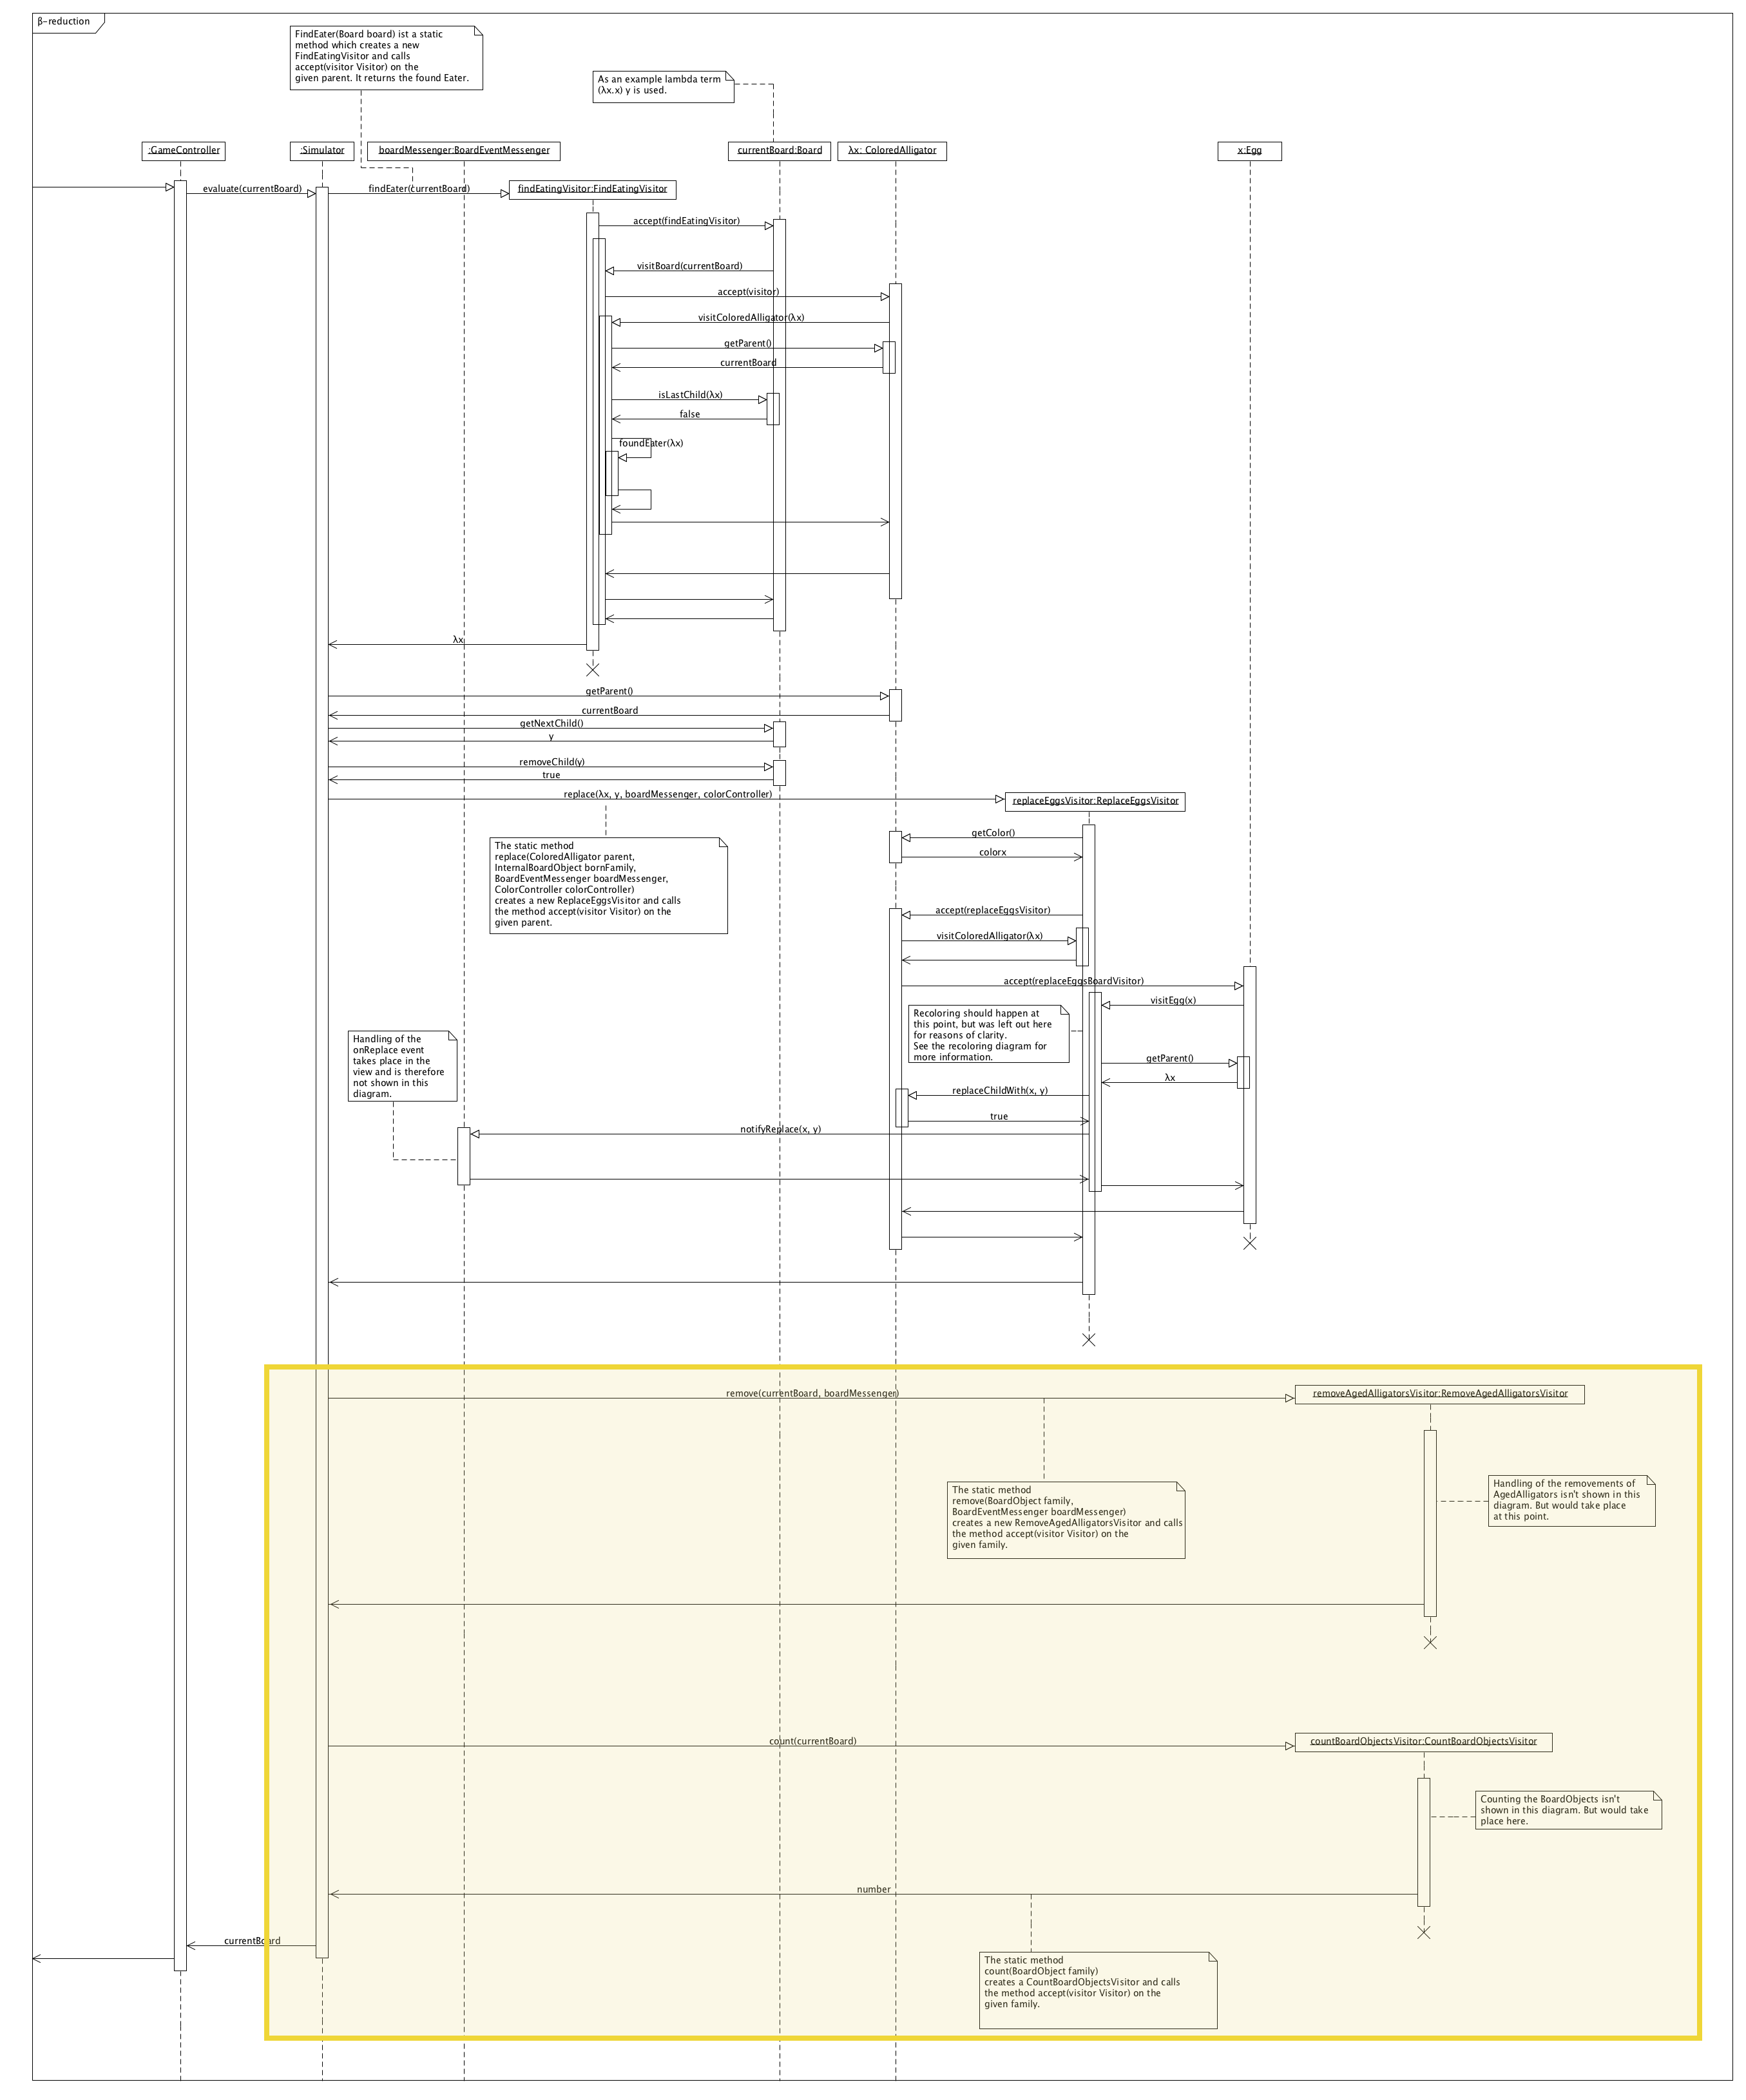 β-reduction
FindEater(Board board) ist a static
method which creates a new
FindEatingVisitor and calls
accept(visitor Visitor) on the
given parent. It returns the found Eater.
As an example lambda term
(λx.x) y is used.
:GameController
:Simulator
boardMessenger:BoardEventMessenger
currentBoard:Board
λx: ColoredAlligator
x:Egg
evaluate(currentBoard)
findEater(currentBoard)
findEatingVisitor:FindEatingVisitor
accept(findEatingVisitor)
visitBoard(currentBoard)
accept(visitor)
visitColoredAlligator(λx)
getParent()
currentBoard
isLastChild(λx)
false
foundEater(λx)
λx
getParent()
currentBoard
getNextChild()
y
removeChild(y)
true
replace(λx, y, boardMessenger, colorController)
replaceEggsVisitor:ReplaceEggsVisitor
getColor()
colorx
The static method
replace(ColoredAlligator parent,
InternalBoardObject bornFamily,
BoardEventMessenger boardMessenger,
ColorController colorController)
creates a new ReplaceEggsVisitor and calls
the method accept(visitor Visitor) on the
given parent.
accept(replaceEggsVisitor)
visitColoredAlligator(λx)
accept(replaceEggsBoardVisitor)
visitEgg(x)
Recoloring should happen at
this point, but was left out here
for reasons of clarity.
See the recoloring diagram for
more information.
Handling of the
onReplace event
takes place in the
view and is therefore
not shown in this
diagram.
getParent()
λx
replaceChildWith(x, y)
true
notifyReplace(x, y)
remove(currentBoard, boardMessenger)
removeAgedAlligatorsVisitor:RemoveAgedAlligatorsVisitor
The static method
remove(BoardObject family,
BoardEventMessenger boardMessenger)
creates a new RemoveAgedAlligatorsVisitor and calls
the method accept(visitor Visitor) on the
given family.
Handling of the removements of
AgedAlligators isn't shown in this
diagram. But would take place
at this point.
count(currentBoard)
countBoardObjectsVisitor:CountBoardObjectsVisitor
Counting the BoardObjects isn't
shown in this diagram. But would take
place here.
number
currentBoard
The static method
count(BoardObject family)
creates a CountBoardObjectsVisitor and calls
the method accept(visitor Visitor) on the
given family.